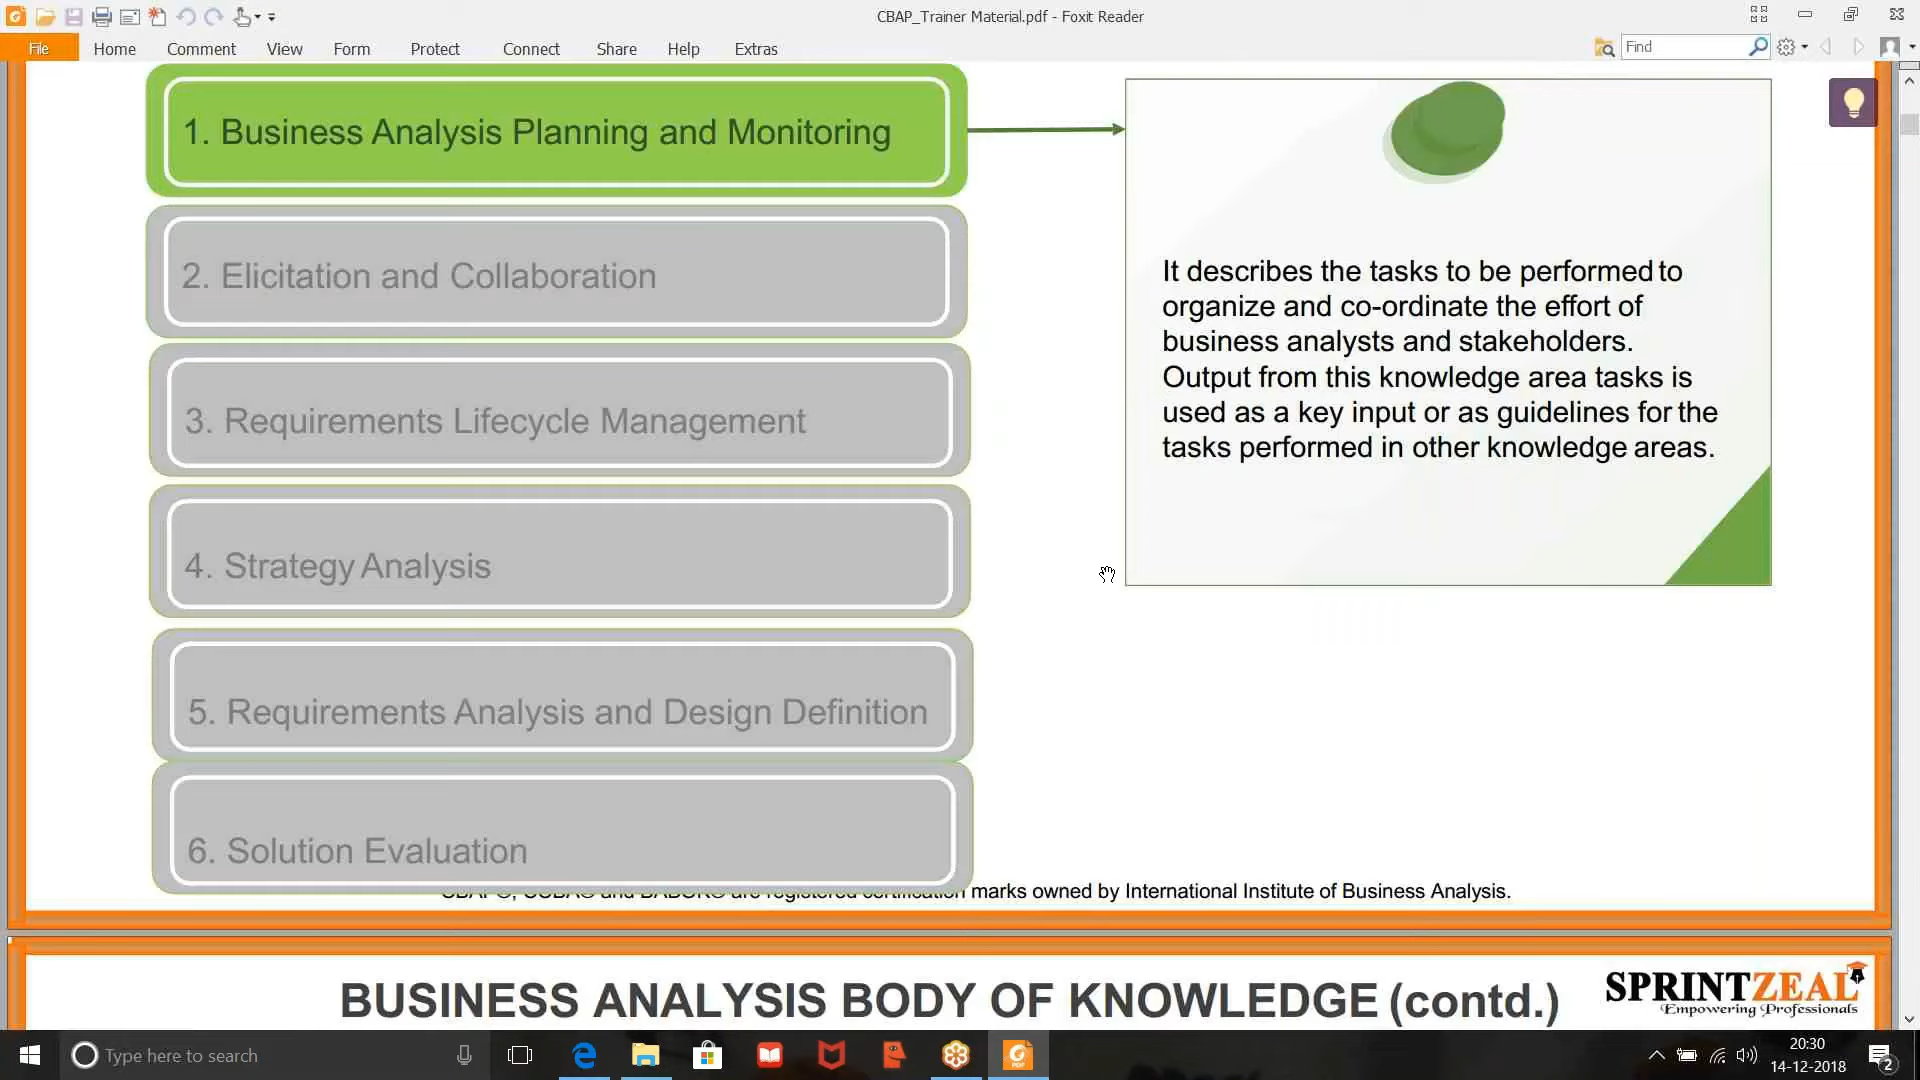 CBAP_Trainer Material.pdf - Foxit Reader
File Home Comment View Form Protect Connect Share Help Extras
Find
1. Business Analysis Planning and Monitoring
2. Elicitation and Collaboration
3. Requirements Lifecycle Management
4. Strategy Analysis
5. Requirements Analysis and Design Definition
6. Solution Evaluation
It describes the tasks to be performed to
organize and co-ordinate the effort of
business analysts and stakeholders.
Output from this knowledge area tasks is
used as a key input or as guidelines for the
tasks performed in other knowledge areas.
marks owned by International Institute of Business Analysis.
BUSINESS ANALYSIS BODY OF KNOWLEDGE (contd.)
SPRINTZEAL
Empowering Professionals
Type here to search
20:30
14-12-2018
2